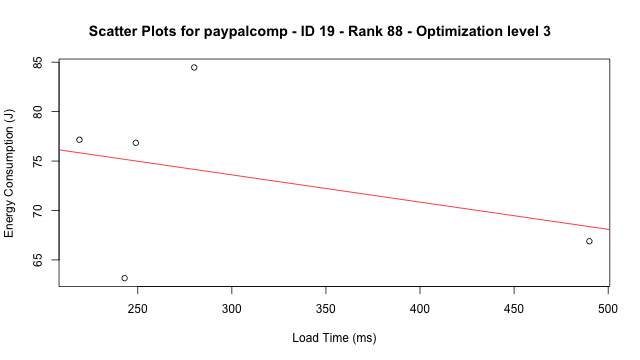 Scatter Plots for paypalcomp - ID 19 - Rank 88 - Optimization level 3
Energy Consumption (J)
85
80
75
70
65
250 300 350 400 450 500
Load Time (ms)